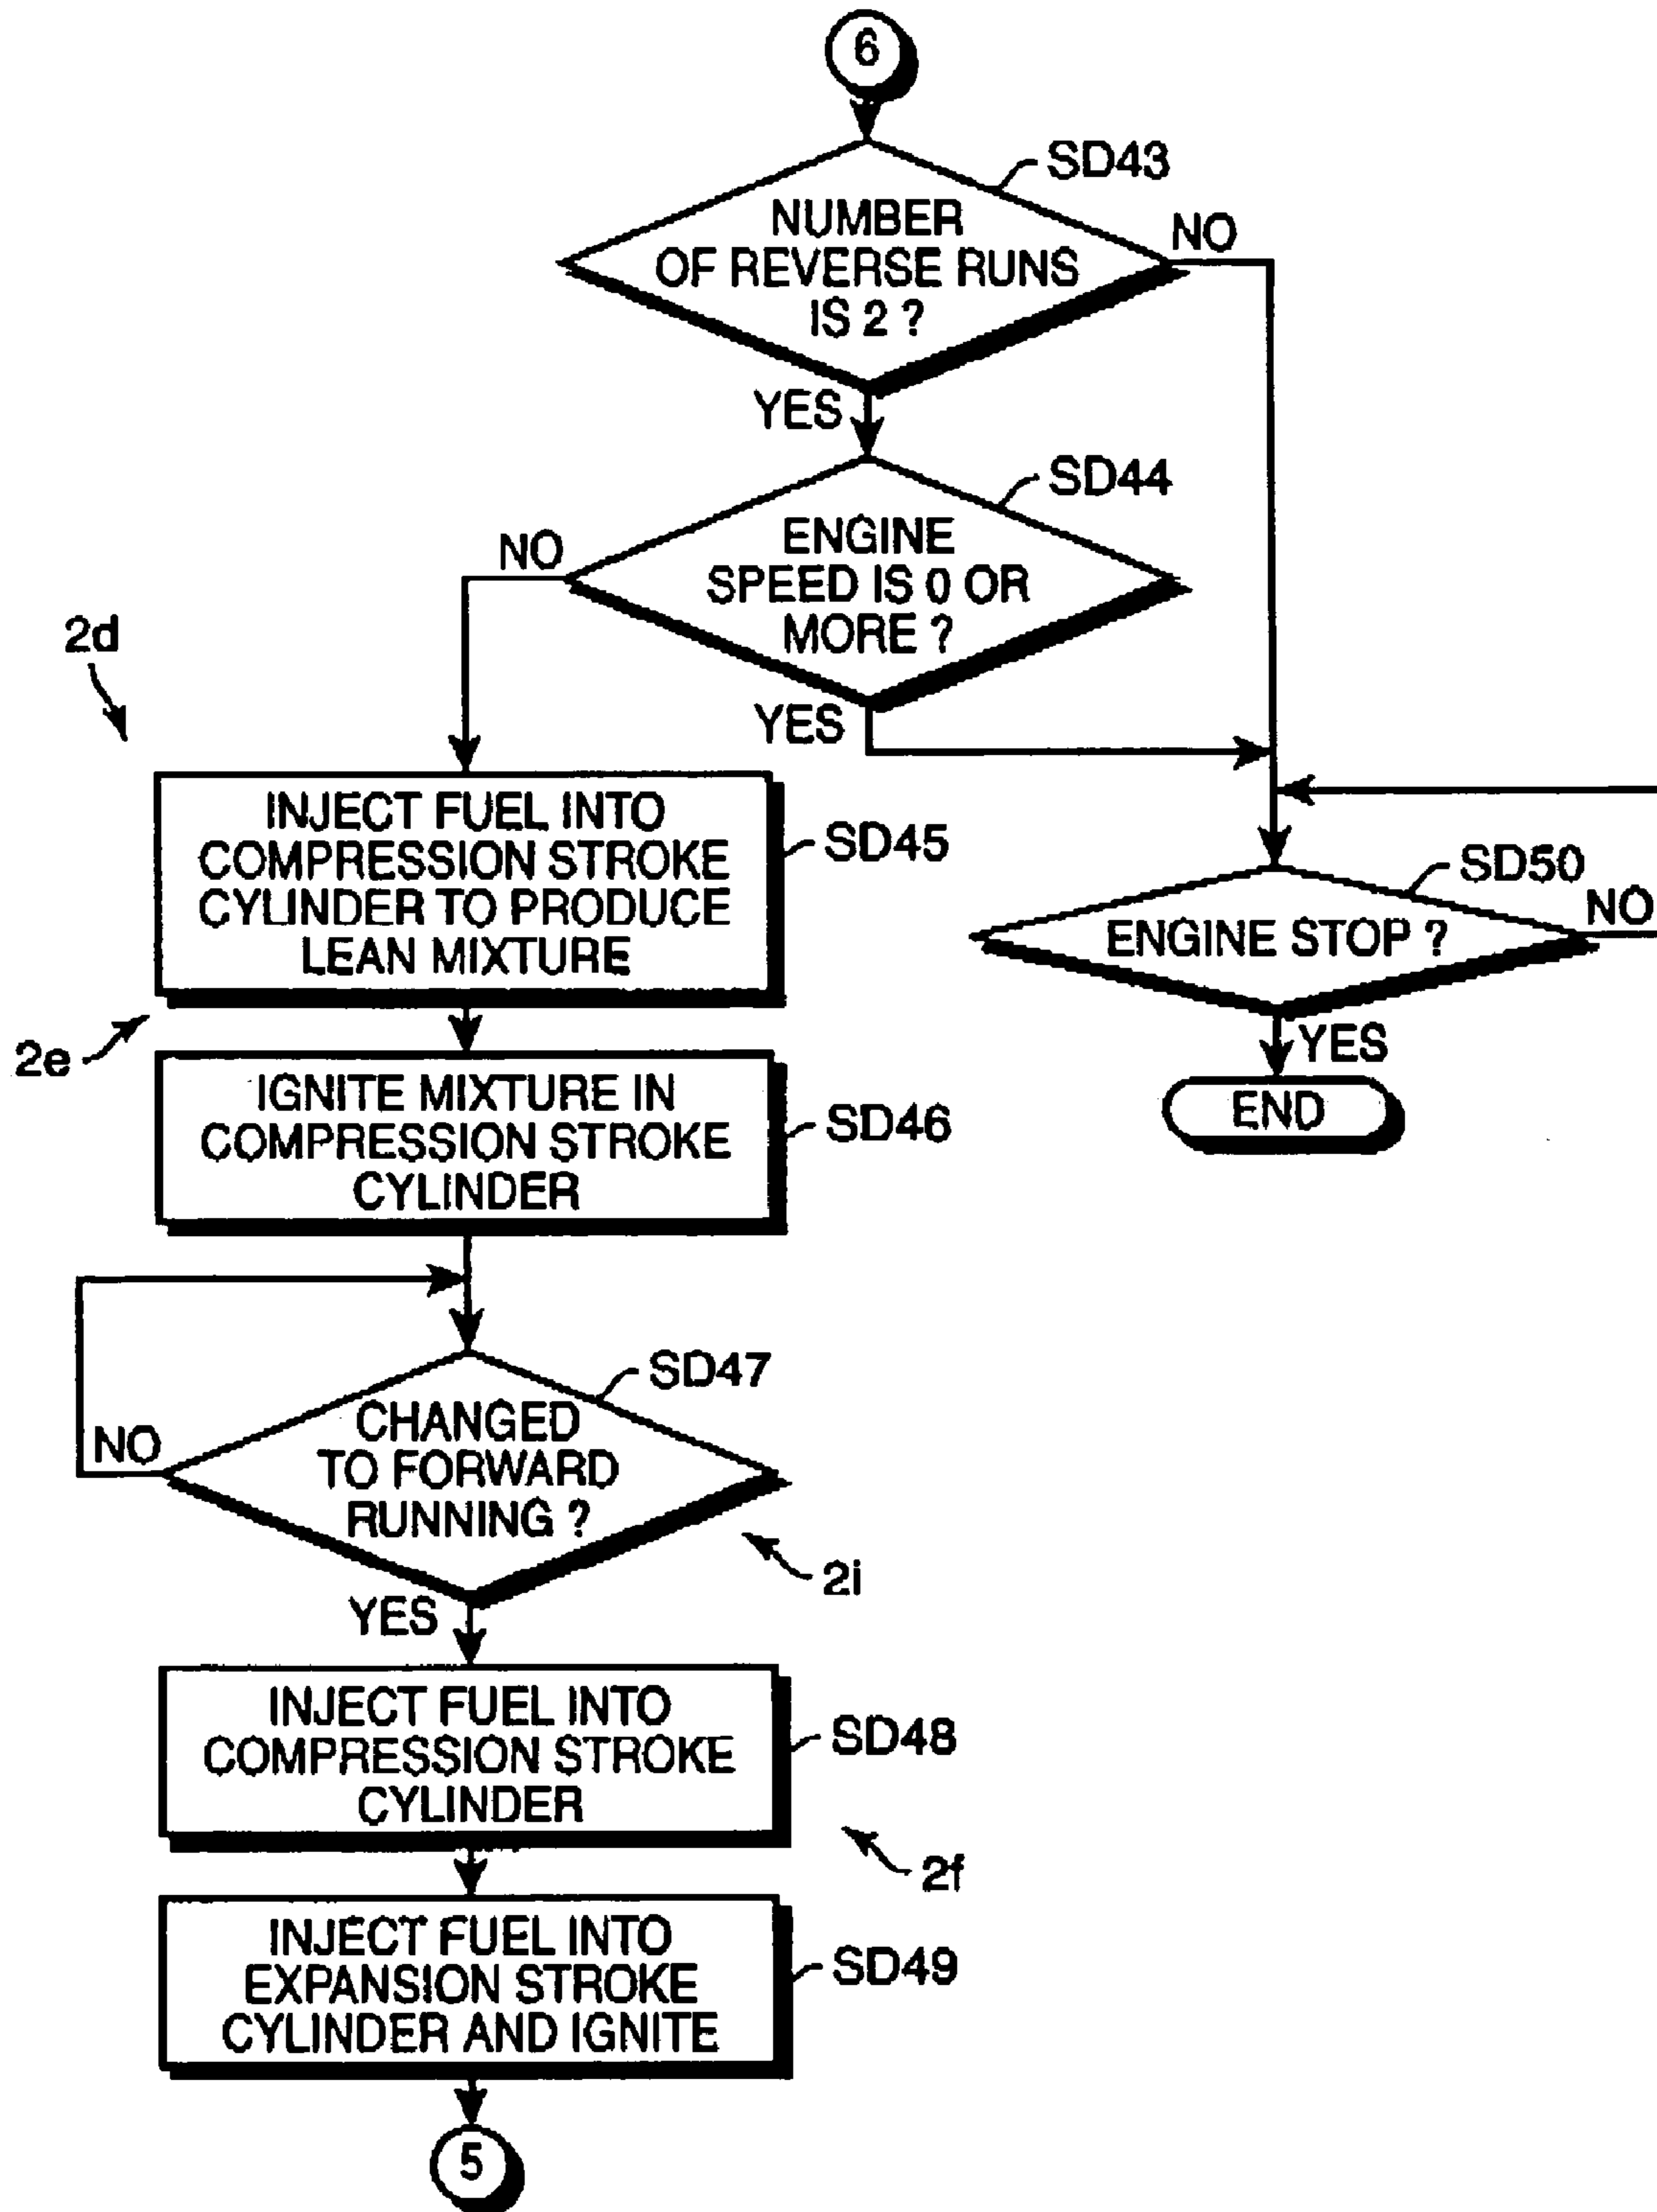 6
SD43
NUMBER
OF REVERSE RUNS
IS 2 ?
NO
YES
SD44
ENGINE
SPEED IS 0 OR
MORE ?
NO
YES
2d
INJECT FUEL INTO
COMPRESSION STROKE
CYLINDER TO PRODUCE
LEAN MIXTURE
SD45
SD50
ENGINE STOP ?
NO
YES
END
2e
IGNITE MIXTURE IN
COMPRESSION STROKE
CYLINDER
SD46
SD47
CHANGED
TO FORWARD
RUNNING ?
NO
2i
YES
INJECT FUEL INTO
COMPRESSION STROKE
CYLINDER
SD48
2f
INJECT FUEL INTO
EXPANSION STROKE
CYLINDER AND IGNITE
SD49
5